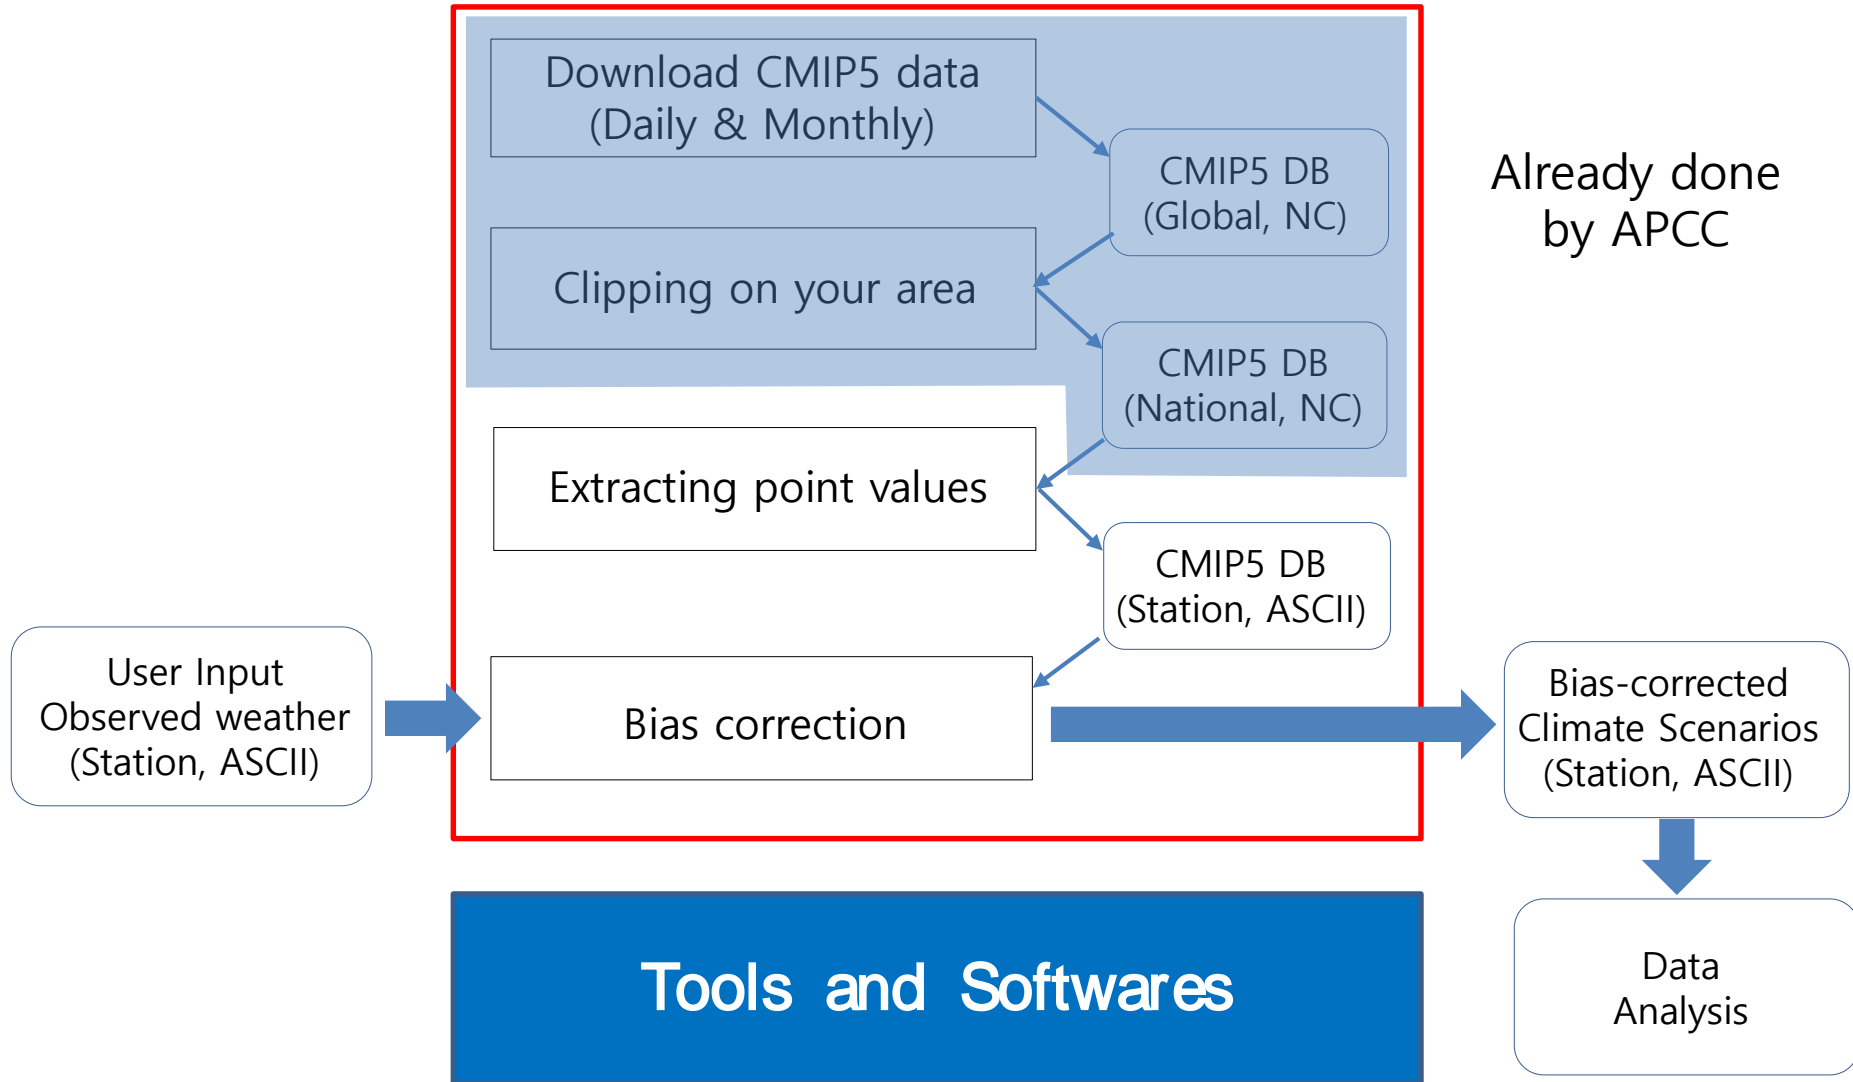 Download CMIP5 data
(Daily & Monthly)
CMIP5 DB
(Global, NC)
Already done
by APCC
Clipping on your area
CMIP5 DB
(National, NC)
Extracting point values
CMIP5 DB
(Station, ASCII)
User Input
Observed weather
(Station, ASCII)
Bias correction
Bias-corrected
Climate Scenarios
(Station, ASCII)
Tools and Softwares
Data
Analysis